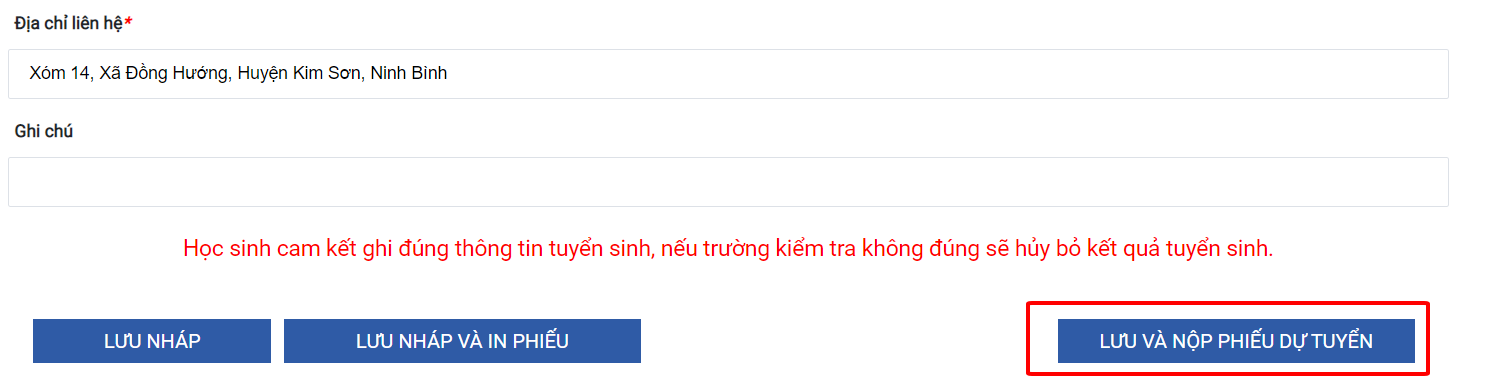 Địa chỉ liên hệ*
Xóm 14, Xã Đồng Hướng, Huyện Kim Sơn, Ninh Bình
Ghi chú
Học sinh cam kết ghi đúng thông tin tuyển sinh, nếu trường kiểm tra không đúng sẽ hủy bỏ kết quả tuyển sinh.
LƯU NHÁP LƯU NHÁP VÀ IN PHIẾU LƯU VÀ NỘP PHIẾU DỰ TUYỂN